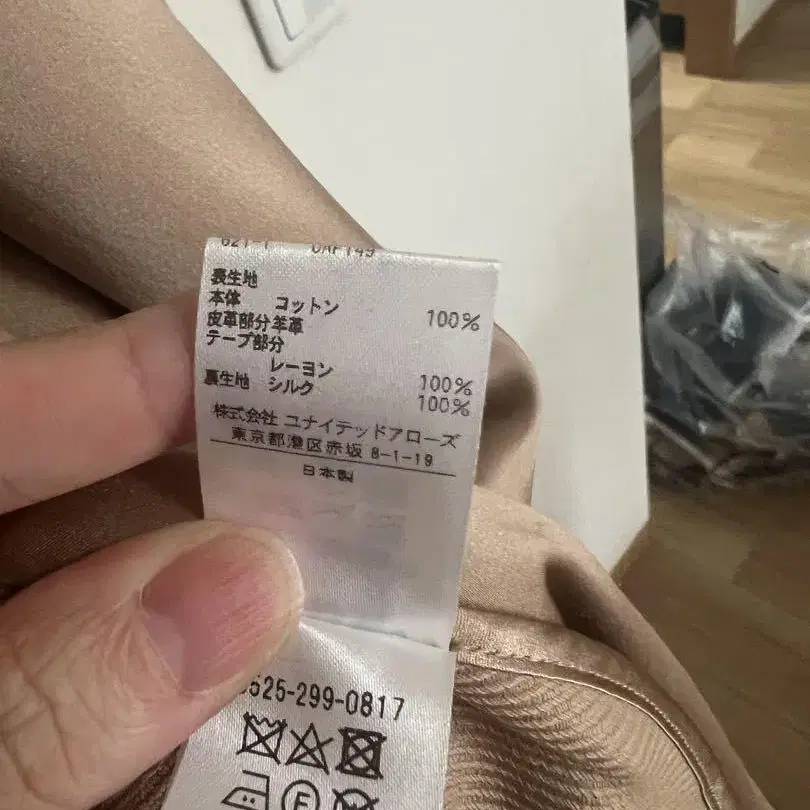 表生地
本体 コットン 100%
皮革部分羊革
テープ部分
レーヨン 100%
裏生地 シルク 100%
株式会社 ユナイテッドアローズ
東京都港区赤坂 8-1-19
日本製
525-299-0817